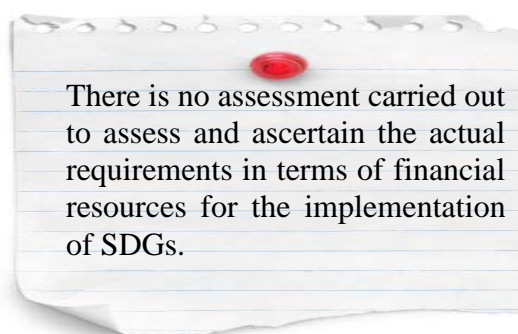 There is no assessment carried out
to assess and ascertain the actual
requirements in terms of financial
resources for the implementation
of SDGs.